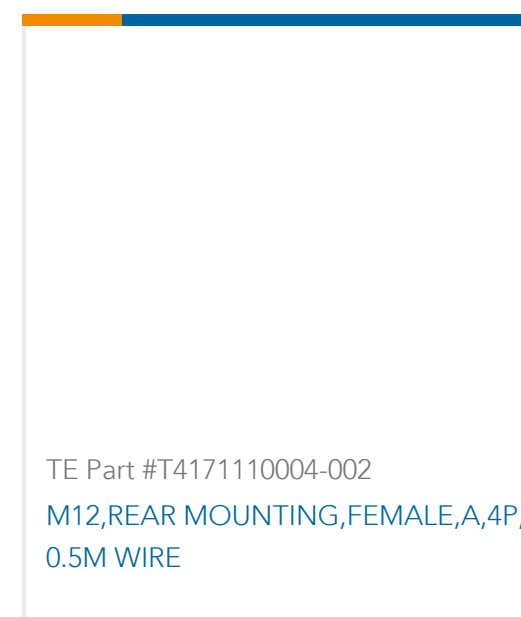 TE Part #T4171110004-002
M12,REAR MOUNTING,FEMALE,A,4P,
0.5M WIRE